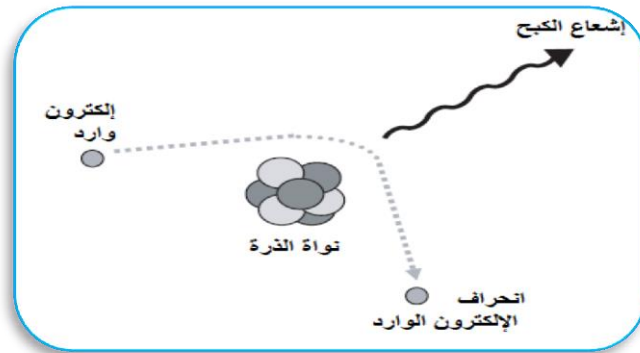 إشعاع الكبح
إلكترون
وارد
نواة الذرة
انحراف
الإلكترون الوارد